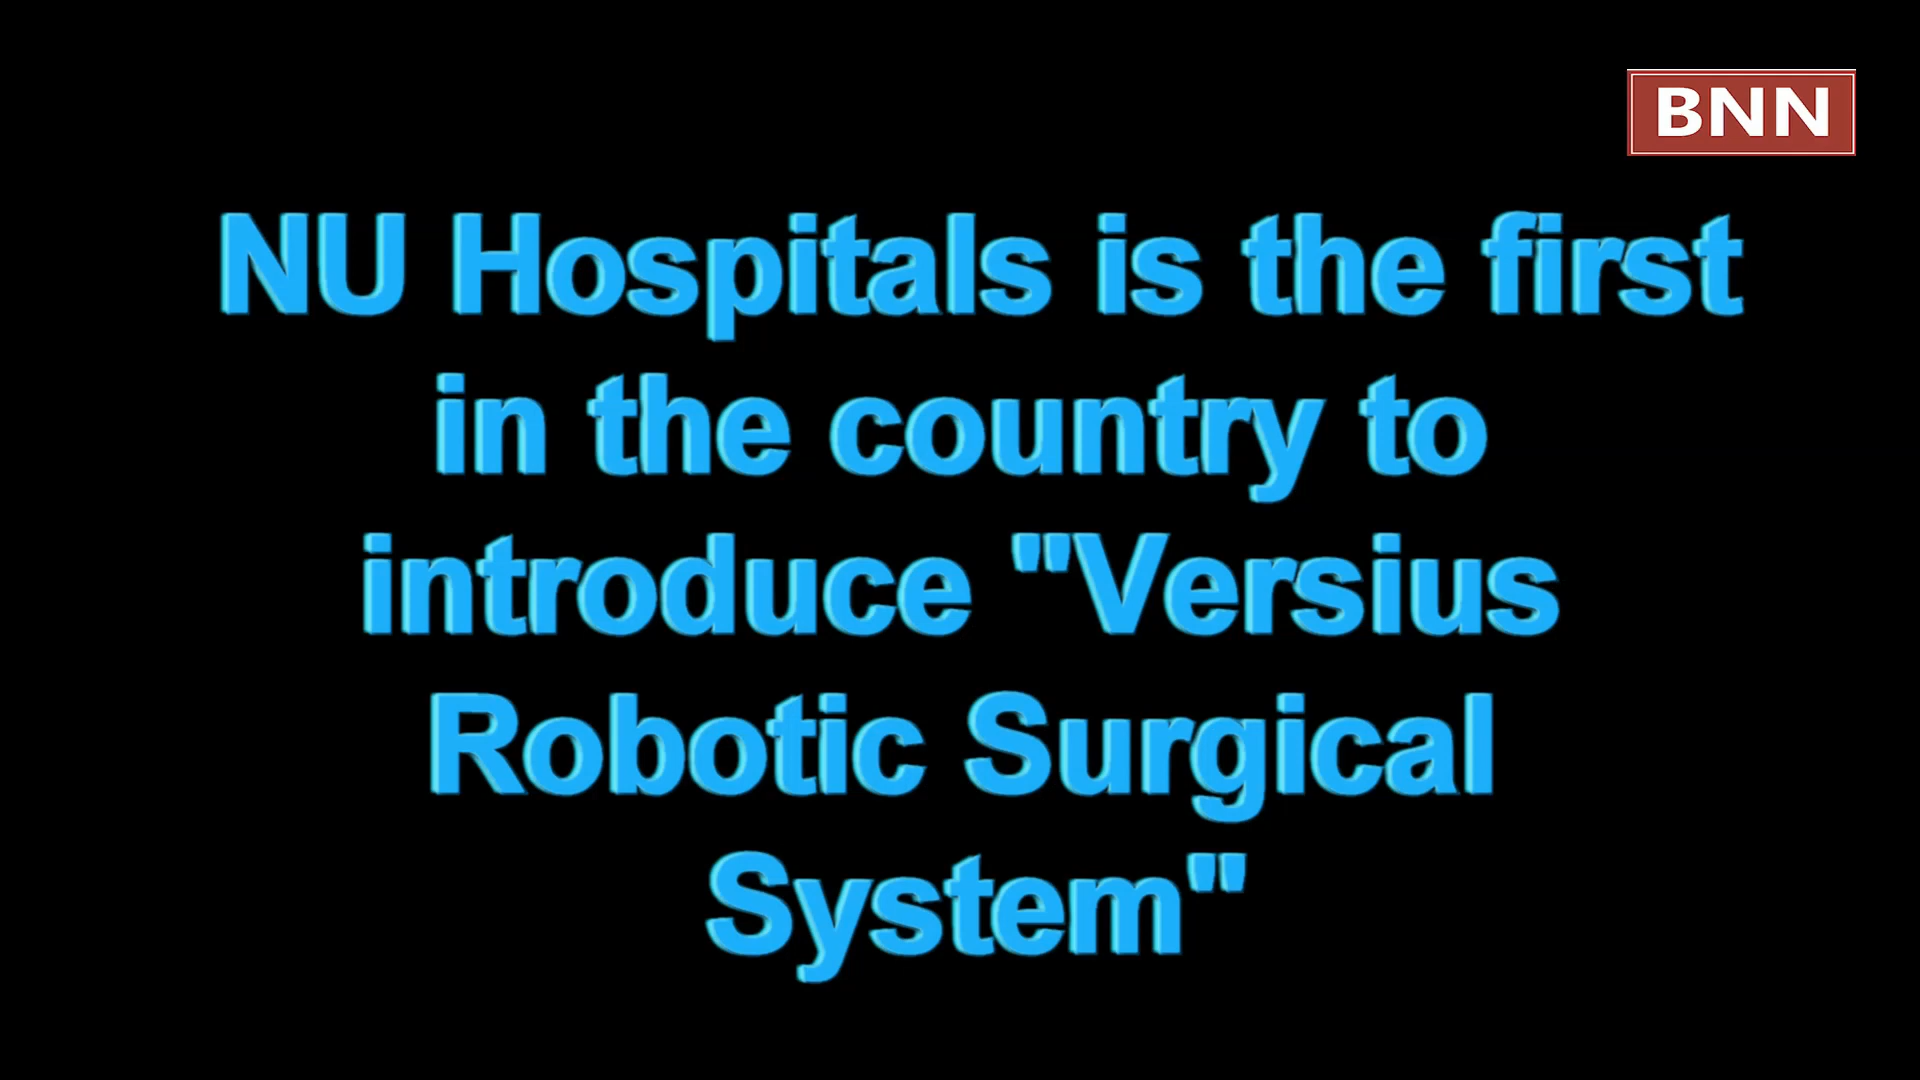 BNN
NU Hospitals is the first
in the country to
introduce "Versius
Robotic Surgical
System"